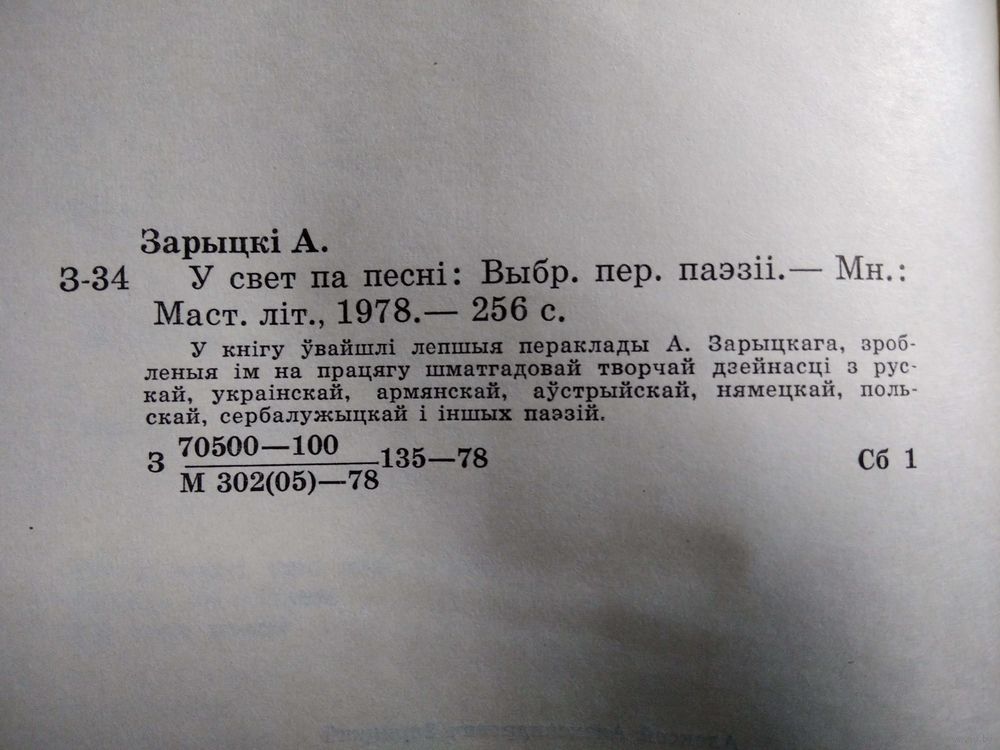 Зарыцкі А.
З-34 У свет па песні: Выбр. пер. паэзіі.— Мн.:
Маст. літ., 1978.— 256 с.
У кнігу ўвайшлі лепшыя пераклады А. Зарыцкага, зроб-
леныя ім на працягу шматгадовай творчай дзейнасці з рус-
кай, украінскай, армянскай, аўстрыйскай, нямецкай, поль-
скай, сербалужыцкай і іншых паэзій.
70500—100
З 135—78 Сб 1
М 302(05)—78